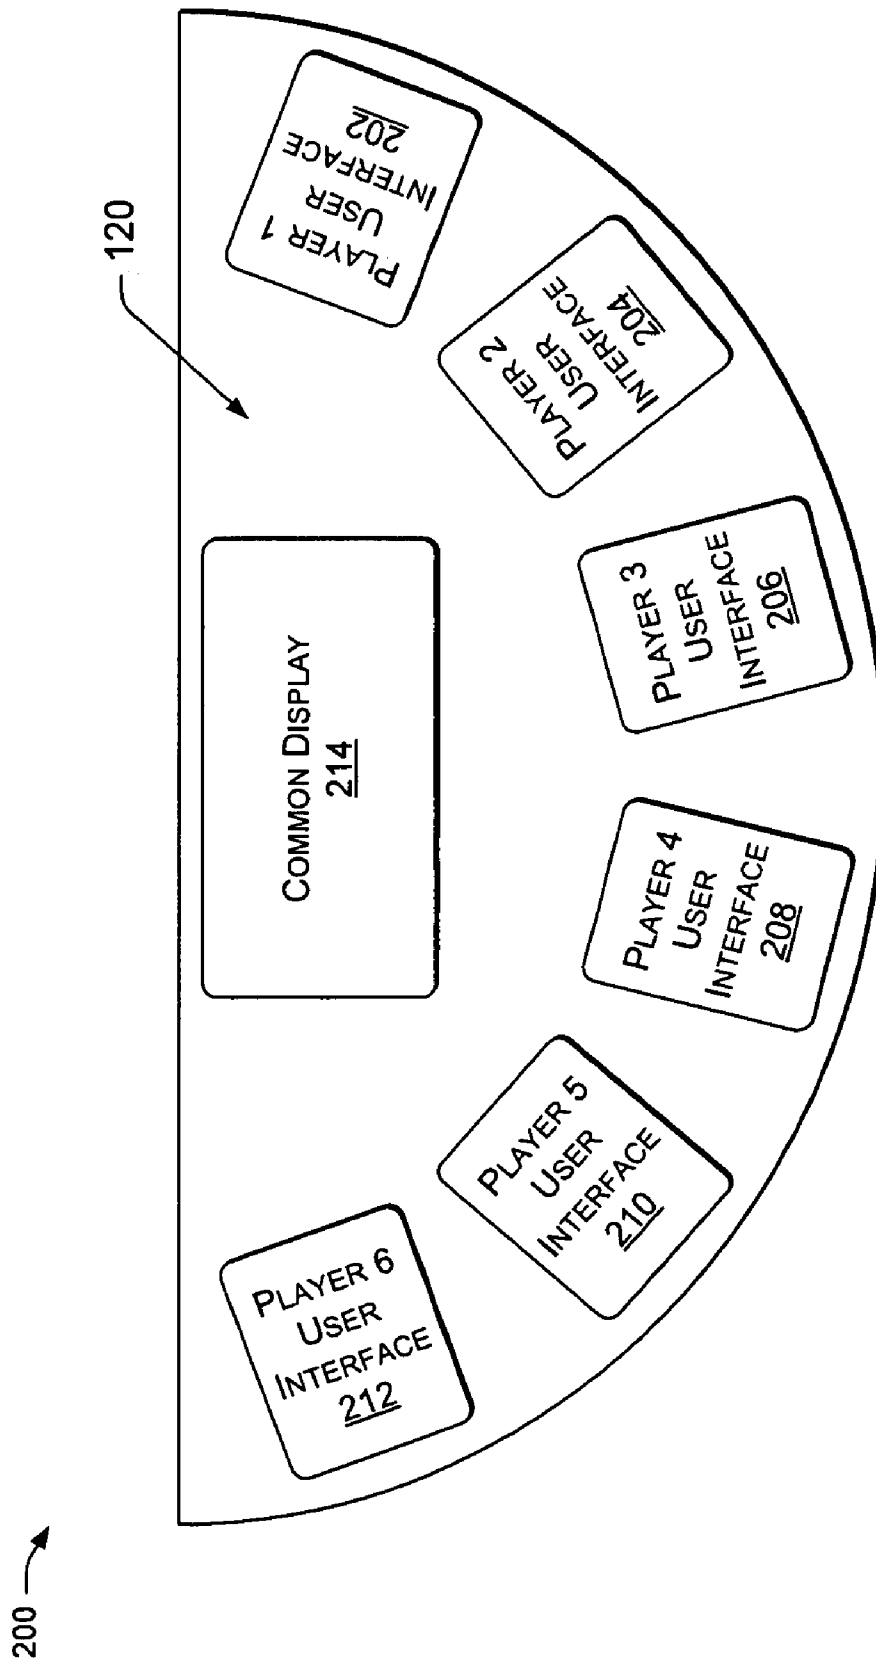 200
120
COMMON DISPLAY
214
PLAYER 1
USER
INTERFACE
202
PLAYER 2
USER
INTERFACE
204
PLAYER 3
USER
INTERFACE
206
PLAYER 4
USER
INTERFACE
208
PLAYER 5
USER
INTERFACE
210
PLAYER 6
USER
INTERFACE
212